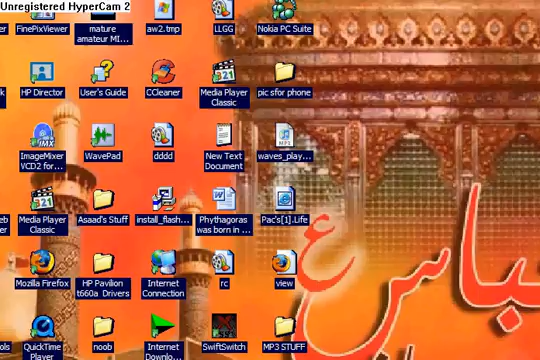 Unregistered HyperCam 2
FinePixViewer
mature
amateur MI...
aw2.tmp
LLGG
Nokia PC Suite
HP Director
User's Guide
CCleaner
Media Player
Classic
pic sfor phone
ImageMixer
VCD2 for...
WavePad
dddd
New Text
Document
waves_play...
Media Player
Classic
Asaad's Stuff
install_flash...
Phythagoras
was born in ...
Pac's[1].Life
Mozilla Firefox
HP Pavilion
t660a Drivers
Internet
Connection
rc
view
QuickTime
Player
noob
Internet
Downlo...
SwiftSwitch
MP3 STUFF
ع
عباس